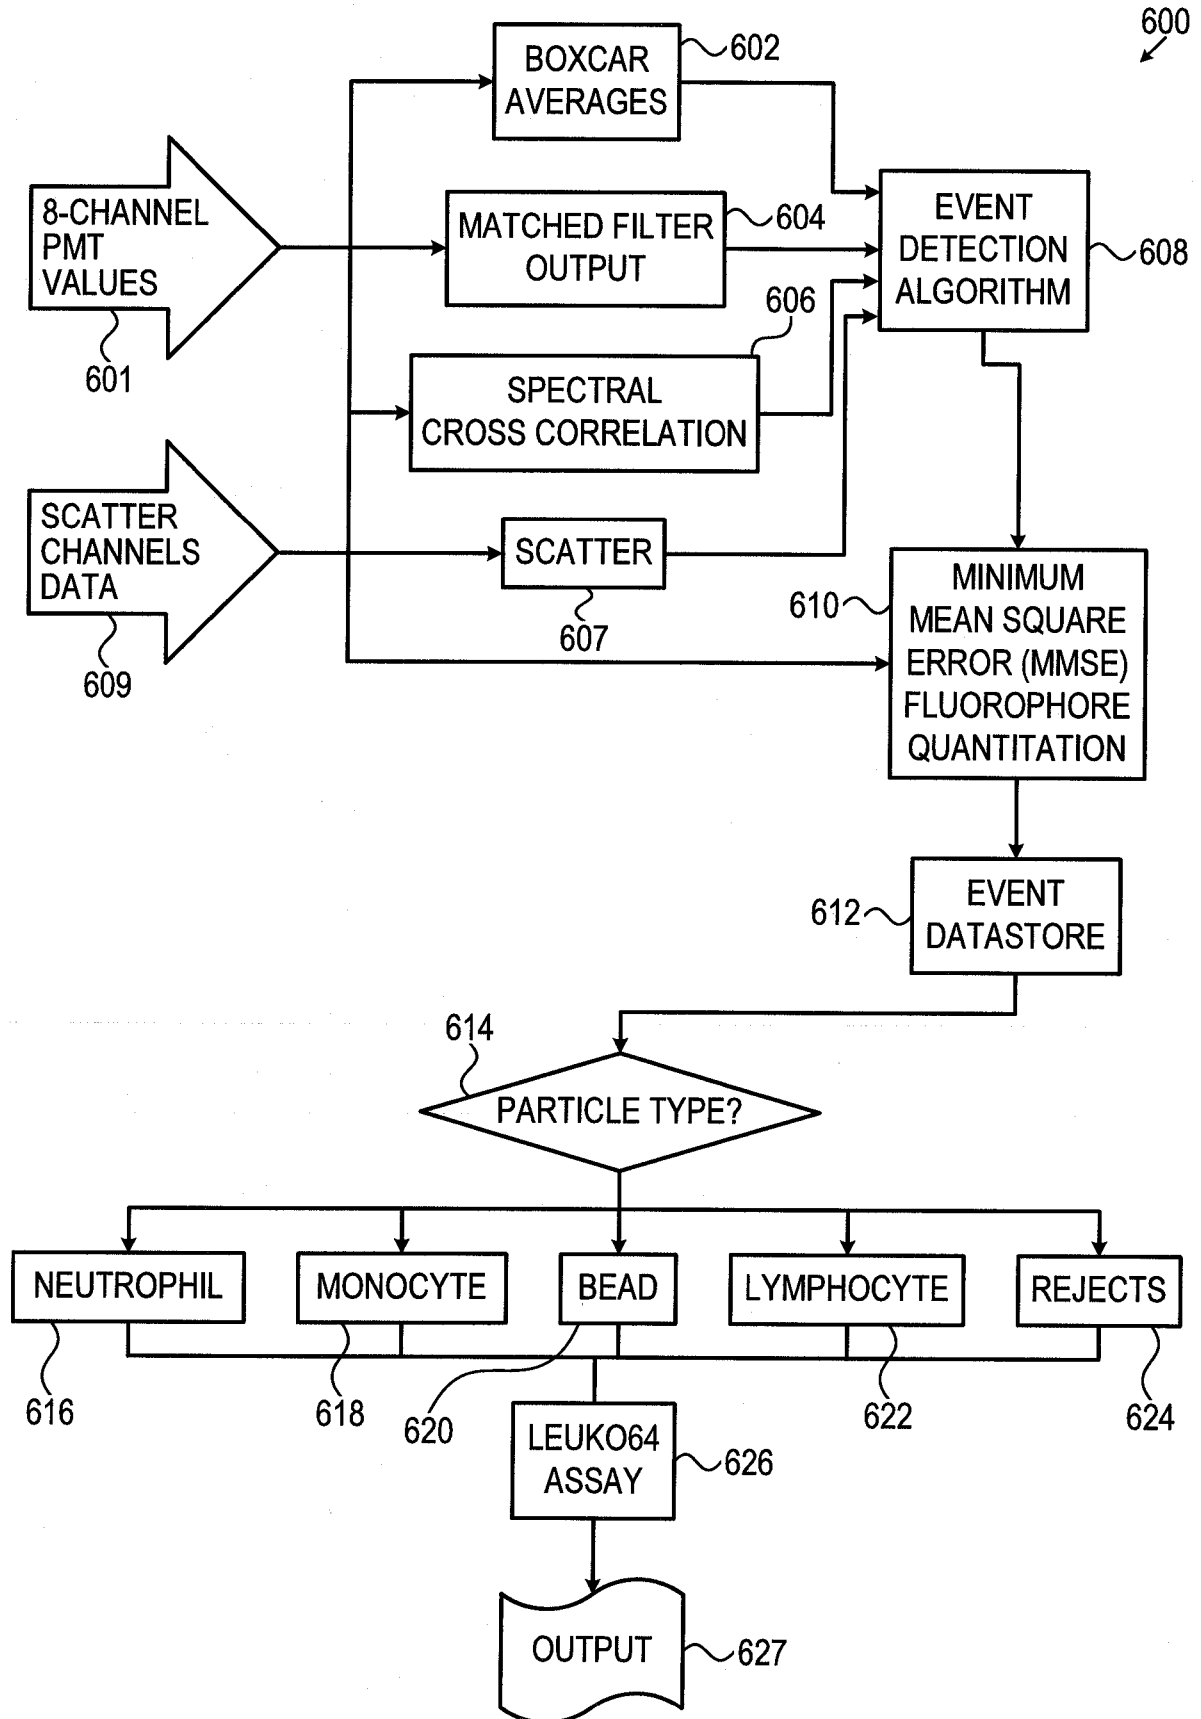 600
BOXCAR
AVERAGES
602
8-CHANNEL
PMT
VALUES
601
MATCHED FILTER
OUTPUT
604
EVENT
DETECTION
ALGORITHM
608
606
SPECTRAL
CROSS CORRELATION
SCATTER
CHANNELS
DATA
609
SCATTER
607
610
MINIMUM
MEAN SQUARE
ERROR (MMSE)
FLUOROPHORE
QUANTITATION
612
EVENT
DATASTORE
614
PARTICLE TYPE?
NEUTROPHIL
MONOCYTE
BEAD
LYMPHOCYTE
REJECTS
616
618
620
622
624
LEUKO64
ASSAY
626
OUTPUT
627